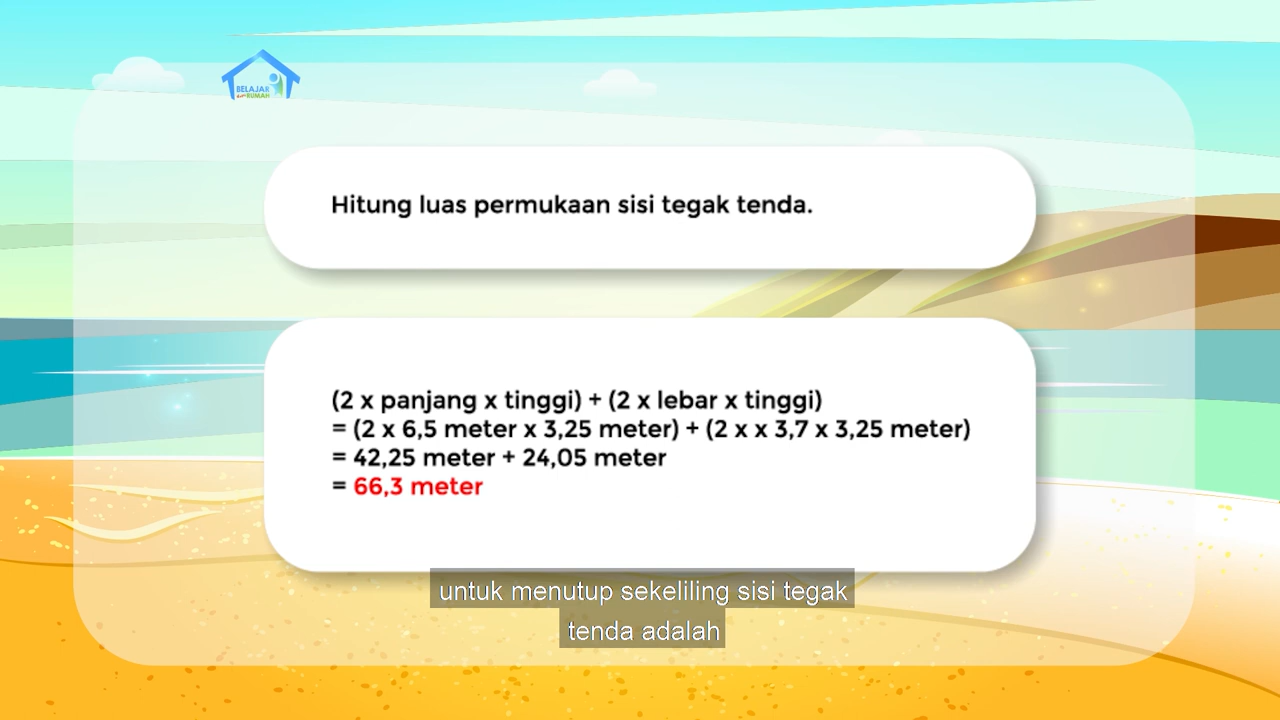 BELAJAR
dari RUMAH
Hitung luas permukaan sisi tegak tenda.
(2 x panjang x tinggi) + (2 x lebar x tinggi)
= (2 x 6,5 meter x 3,25 meter) + (2 x x 3,7 x 3,25 meter)
= 42,25 meter + 24,05 meter
= 66,3 meter
untuk menutup sekeliling sisi tegak
tenda adalah